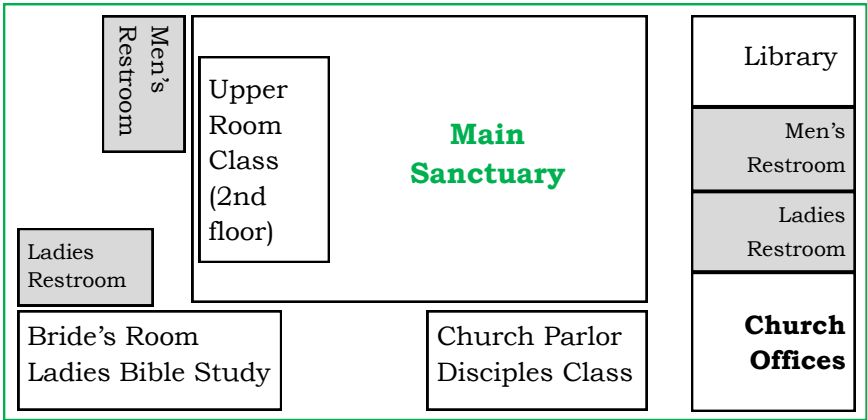 Men’s
Restroom
Upper
Room
Class
(2nd
floor)
Main
Sanctuary
Library
Men’s
Restroom
Ladies
Restroom
Ladies
Restroom
Bride’s Room
Ladies Bible Study
Church Parlor
Disciples Class
Church
Offices